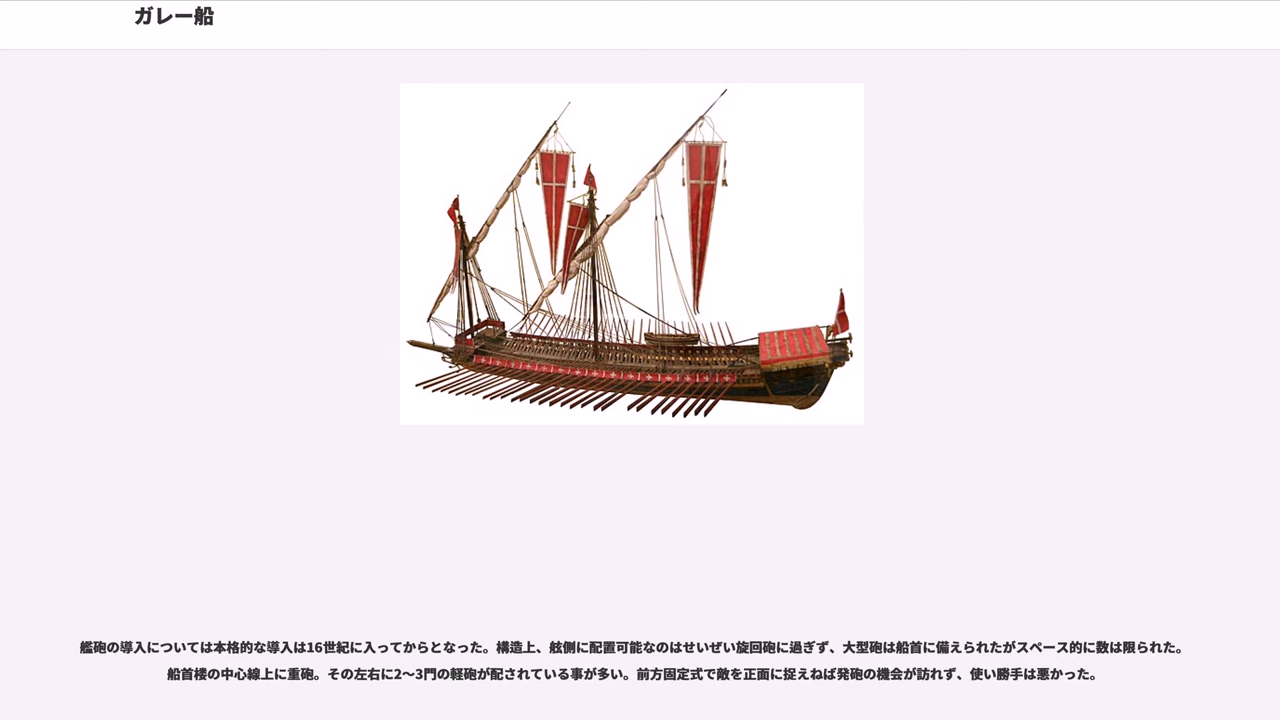 ガレー船
艦砲の導入については本格的な導入は16世紀に入ってからとなった。構造上、舷側に配置可能なのはせいぜい旋回砲に過ぎず、大型砲は船首に備えられたがスペース的に数は限られた。
船首楼の中心線上に重砲。その左右に2〜3門の軽砲が配されている事が多い。前方固定式で敵を正面に捉えねば発砲の機会が訪れず、使い勝手は悪かった。